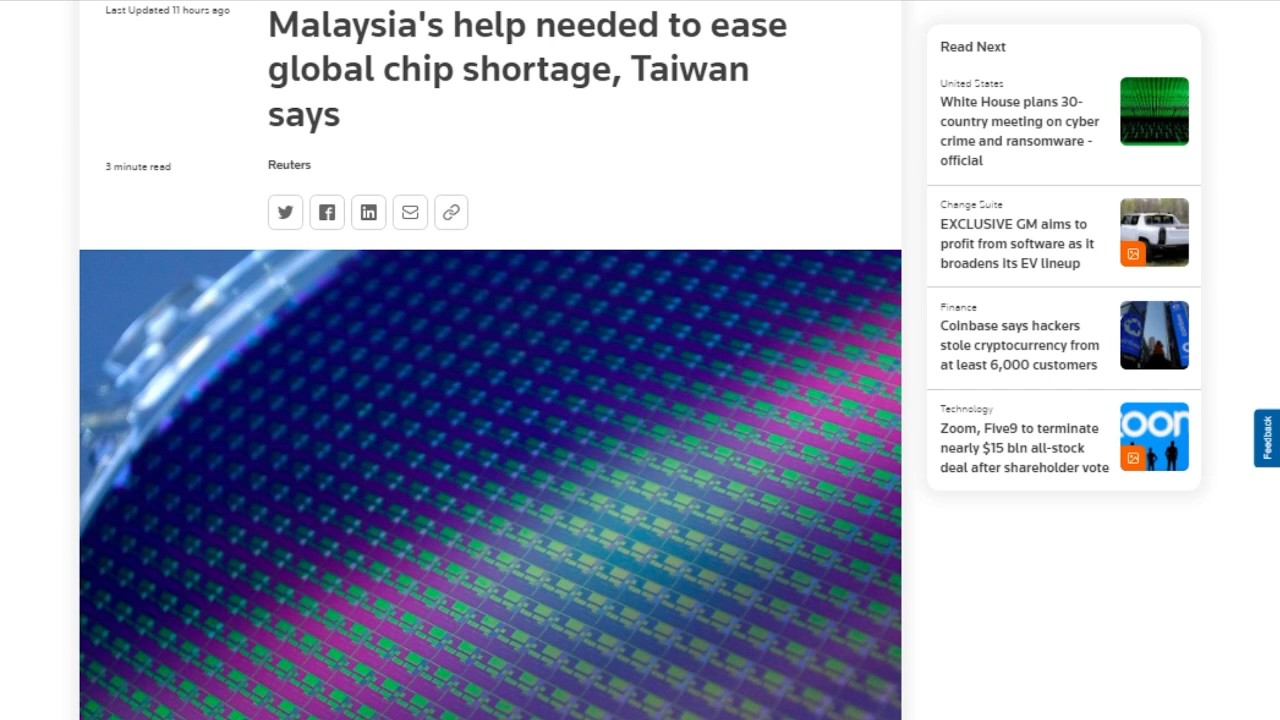 Last Updated 11 hours ago
Malaysia's help needed to ease
global chip shortage, Taiwan
says
3 minute read
Reuters
Read Next
United States
White House plans 30-
country meeting on cyber
crime and ransomware -
official
Change Suite
EXCLUSIVE GM aims to
profit from software as it
broadens its EV lineup
Finance
Coinbase says hackers
stole cryptocurrency from
at least 6,000 customers
Technology
Zoom, Five9 to terminate
nearly $15 bln all-stock
deal after shareholder vote
zoom
Feedback